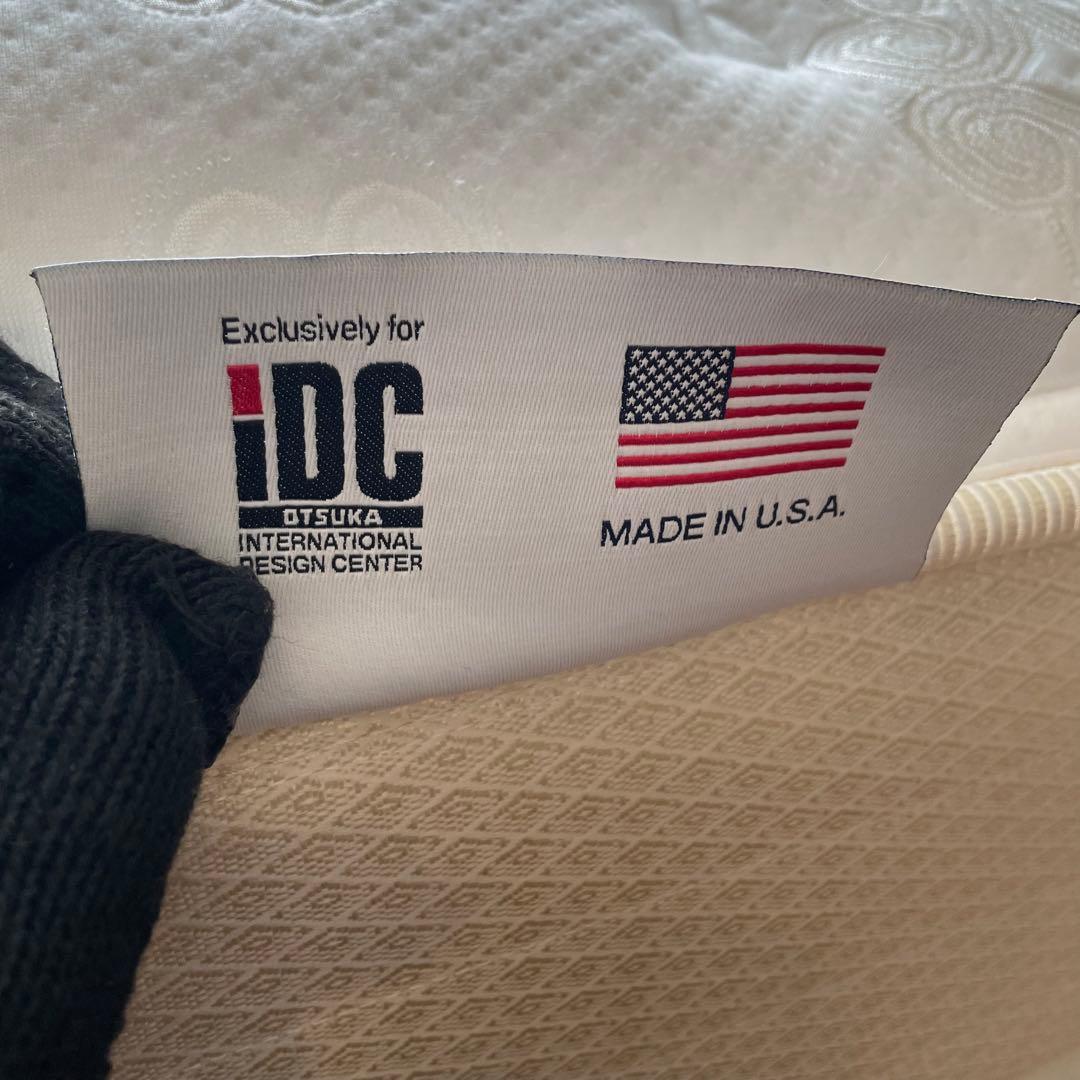 Exclusively for
iDC
OTSUKA
INTERNATIONAL
DESIGN CENTER
MADE IN U.S.A.